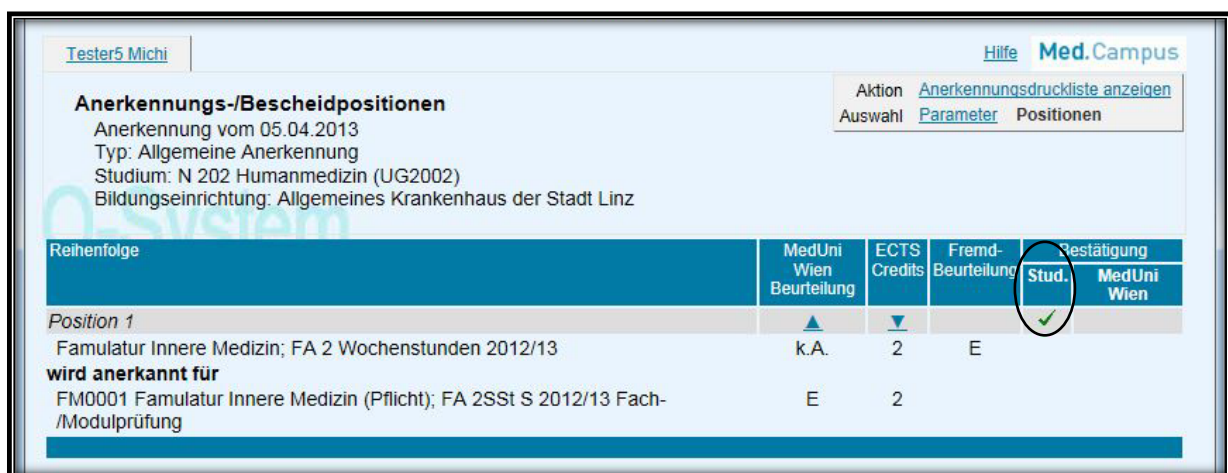 Tester5 Michi
Hilfe Med.Campus
Aktion Anerkennungsdruckliste anzeigen
Auswahl Parameter Positionen
Anerkennungs-/Bescheidpositionen
Anerkennung vom 05.04.2013
Typ: Allgemeine Anerkennung
Studium: N 202 Humanmedizin (UG2002)
Bildungseinrichtung: Allgemeines Krankenhaus der Stadt Linz
O-System
Reihenfolge
MedUni Wien Beurteilung
ECTS Credits
Fremd-Beurteilung
Bestätigung
Stud.
MedUni Wien
Position 1
Famulatur Innere Medizin; FA 2 Wochenstunden 2012/13 k.A. 2 E
wird anerkannt für
FM0001 Famulatur Innere Medizin (Pflicht); FA 2SSt S 2012/13 Fach- E 2
/Modulprüfung